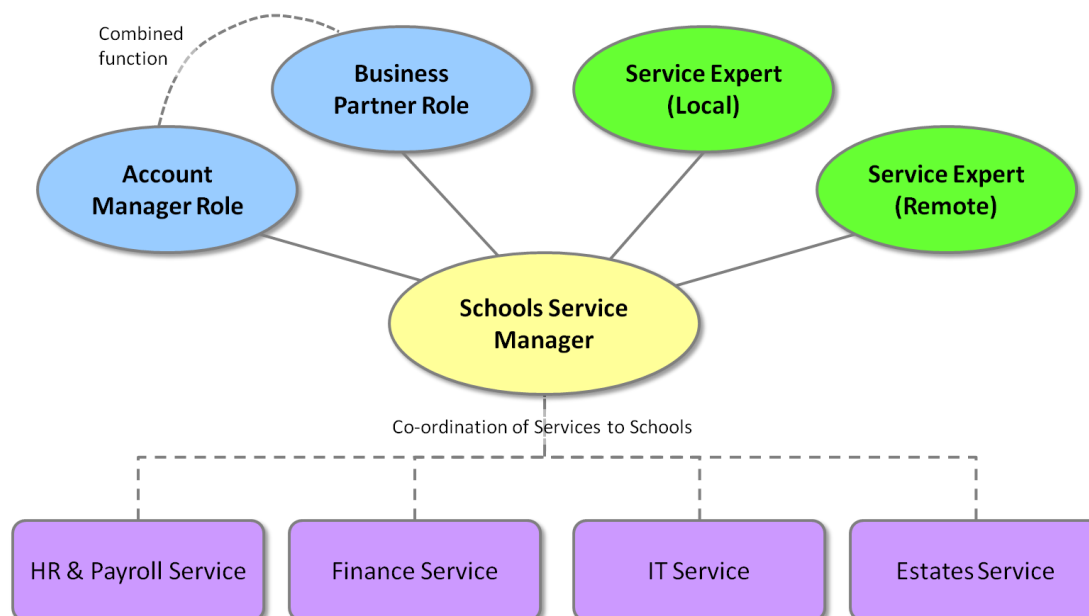 Combined
function
Business
Partner Role
Service Expert
(Local)
Account
Manager Role
Service Expert
(Remote)
Schools Service
Manager
Co-ordination of Services to Schools
HR & Payroll Service
Finance Service
IT Service
Estates Service